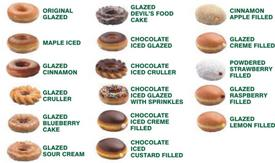 ORIGINAL
GLAZED
MAPLE ICED
GLAZED
CINNAMON
GLAZED
CRULLER
GLAZED
BLUEBERRY
CAKE
GLAZED
SOUR CREAM
GLAZED
DEVIL'S FOOD
CAKE
CHOCOLATE
ICED GLAZED
CHOCOLATE
ICED CRULLER
CHOCOLATE
ICED GLAZED
WITH SPRINKLES
CHOCOLATE
ICED CREME
FILLED
CHOCOLATE
ICED
CUSTARD FILLED
CINNAMON
APPLE FILLED
GLAZED
CREME FILLED
POWDERED
STRAWBERRY
FILLED
GLAZED
RASPBERRY
FILLED
GLAZED
LEMON FILLED